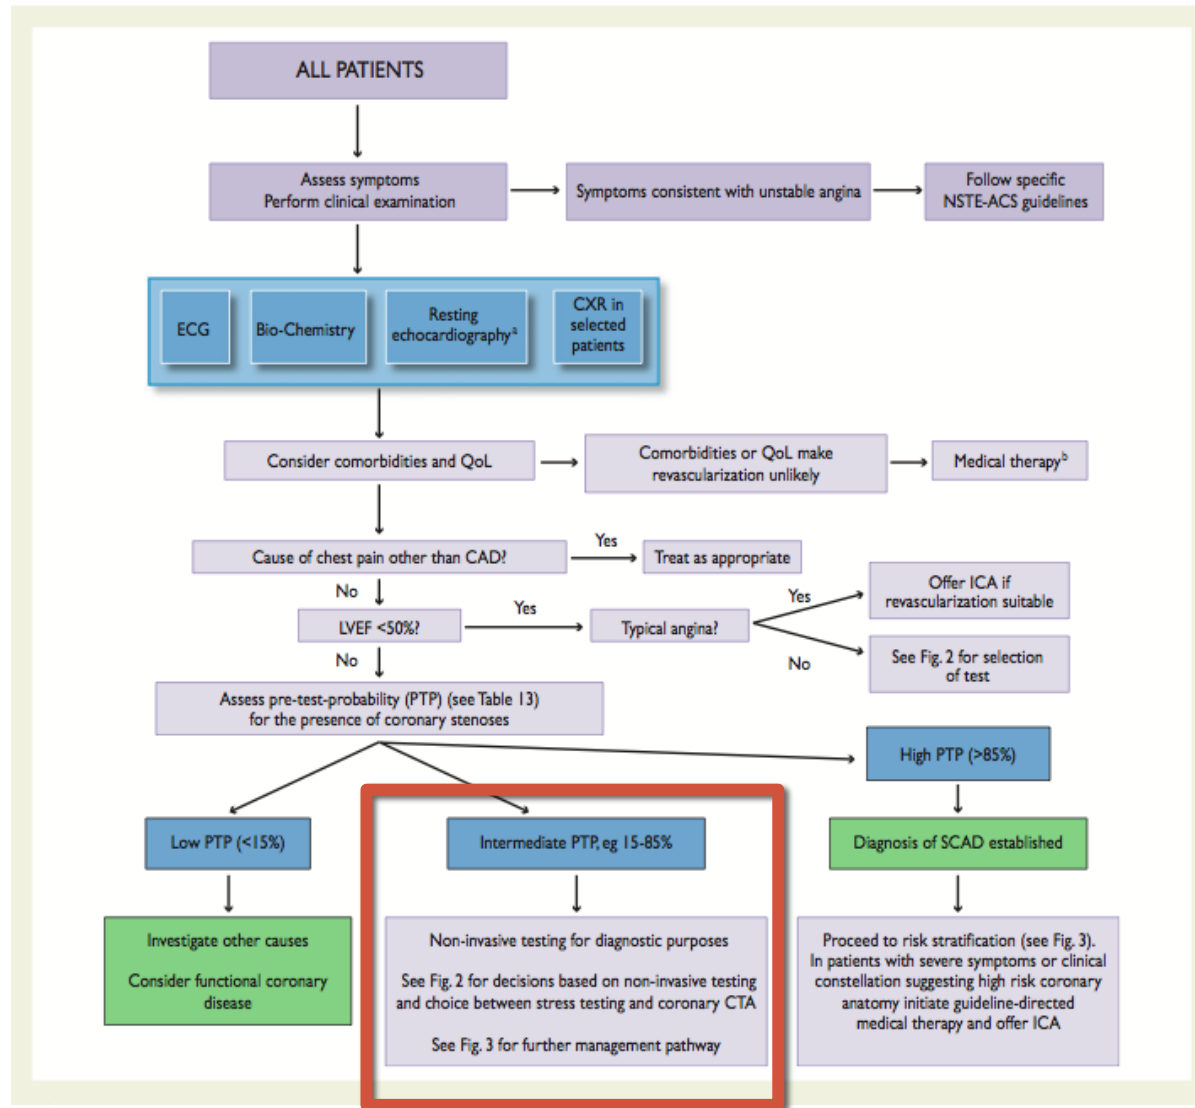 ALL PATIENTS
Assess symptoms
Perform clinical examination
Symptoms consistent with unstable angina
Follow specific
NSTE-ACS guidelines
ECG
Bio-Chemistry
Resting
echocardiographyᵃ
CXR in
selected
patients
Consider comorbidities and QoL
Comorbidities or QoL make
revascularization unlikely
Medical therapyᵇ
Cause of chest pain other than CAD?
Yes
Treat as appropriate
No
LVEF <50%?
Yes
Typical angina?
Yes
Offer ICA if
revascularization suitable
No
See Fig. 2 for selection
of test
No
Assess pre-test-probability (PTP) (see Table 13)
for the presence of coronary stenoses
Low PTP (<15%)
Intermediate PTP, eg 15-85%
High PTP (>85%)
Diagnosis of SCAD established
Investigate other causes
Consider functional coronary
disease
Non-invasive testing for diagnostic purposes
See Fig. 2 for decisions based on non-invasive testing
and choice between stress testing and coronary CTA
See Fig. 3 for further management pathway
Proceed to risk stratification (see Fig. 3).
In patients with severe symptoms or clinical
constellation suggesting high risk coronary
anatomy initiate guideline-directed
medical therapy and offer ICA